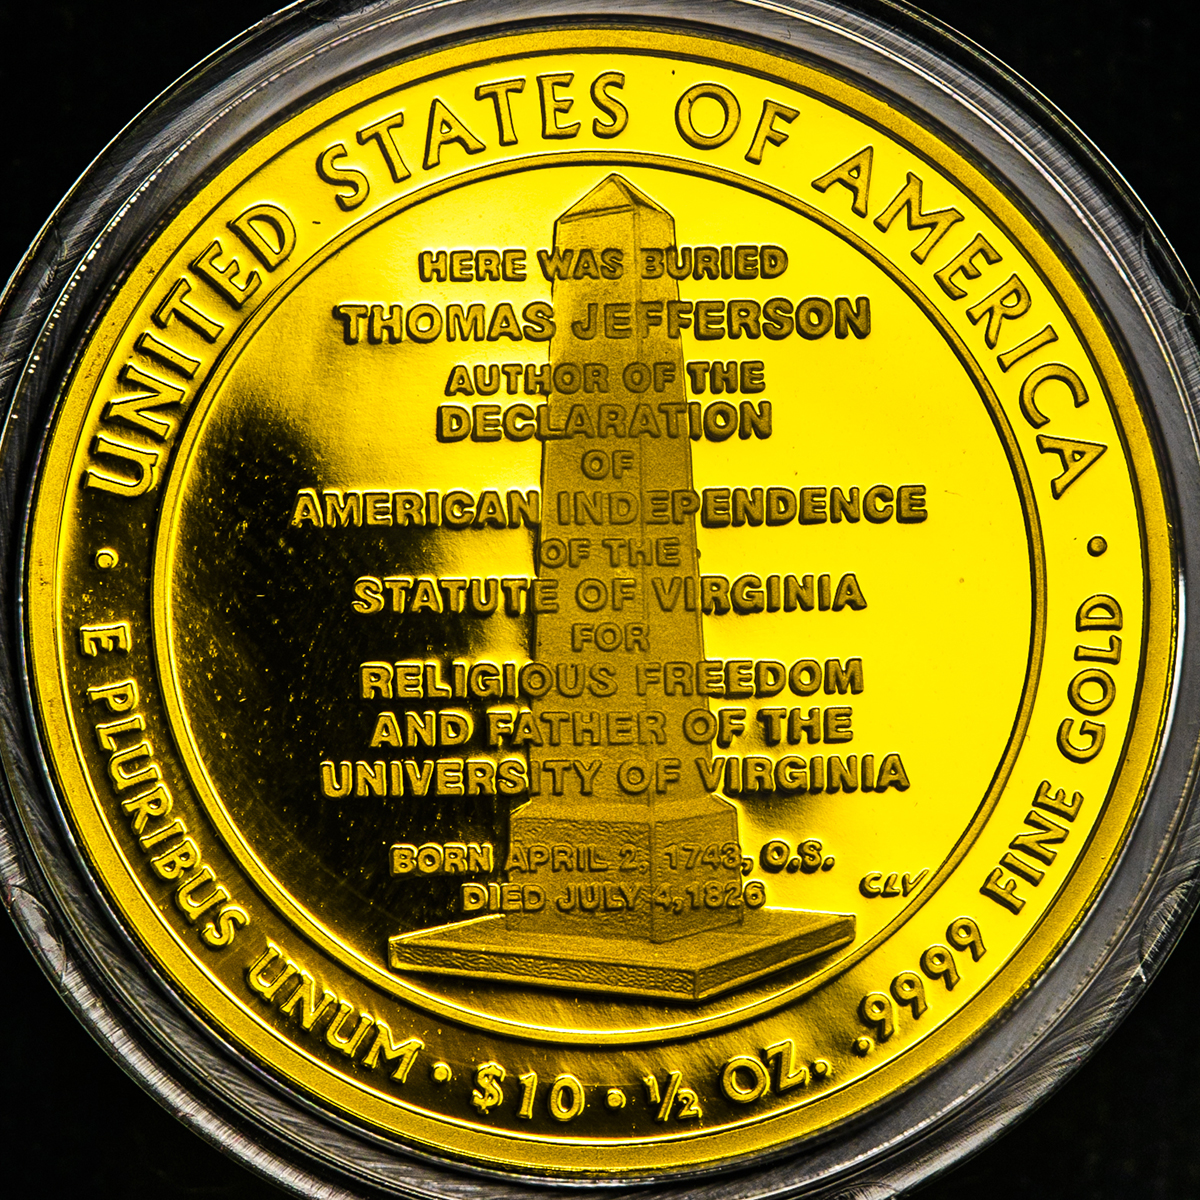 UNITED STATES OF AMERICA
HERE WAS BURIED
THOMAS JEFFERSON
AUTHOR OF THE
DECLARATION
OF
AMERICAN INDEPENDENCE
OF THE
STATUTE OF VIRGINIA
FOR
RELIGIOUS FREEDOM
AND FATHER OF THE
UNIVERSITY OF VIRGINIA
BORN APRIL 2, 1743, O.S.
DIED JULY 4, 1826
CLV
· E PLURIBUS UNUM · $10 · ½ OZ. .9999 FINE GOLD ·